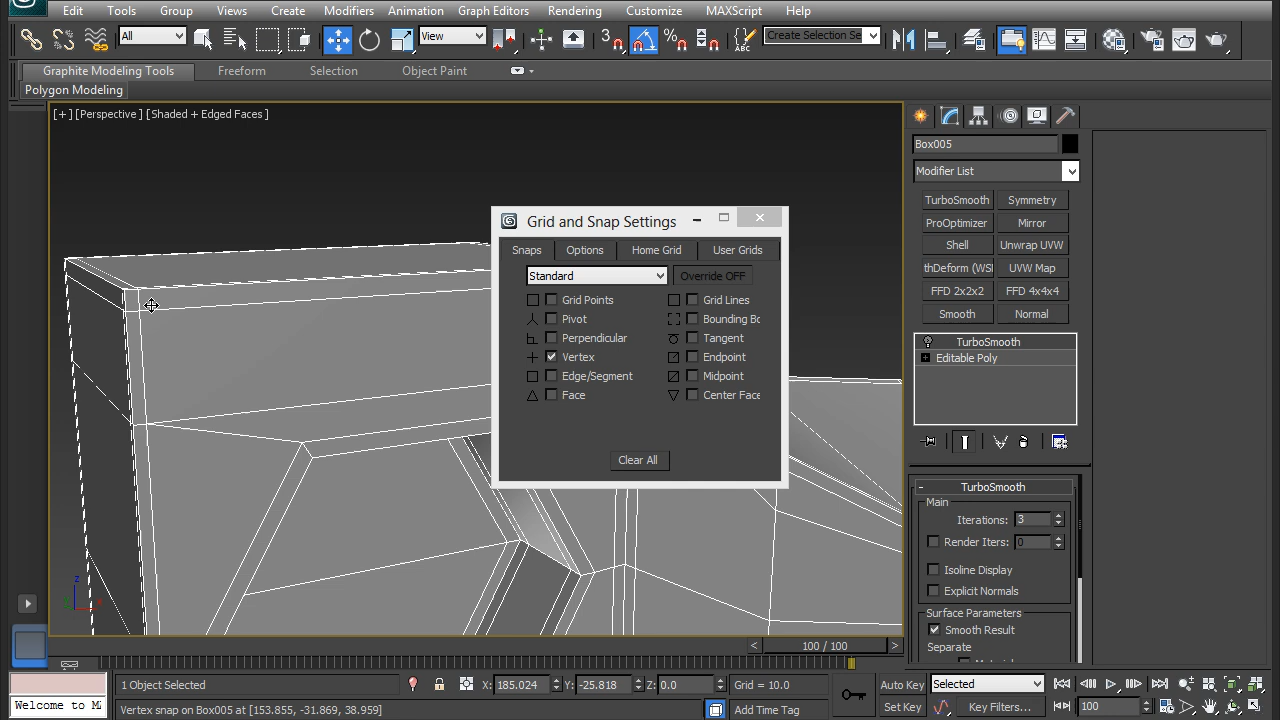 Edit Tools Group Views Create Modifiers Animation Graph Editors Rendering Customize MAXScript Help
All View 3 Create Selection Se
Graphite Modeling Tools Freeform Selection Object Paint
Polygon Modeling
[+] [Perspective] [Shaded + Edged Faces]
Box005
Modifier List
TurboSmooth Symmetry
ProOptimizer Mirror
Shell Unwrap UVW
thDeform (WS UVW Map
FFD 2x2x2 FFD 4x4x4
Smooth Normal
TurboSmooth
Editable Poly
Grid and Snap Settings
Snaps Options Home Grid User Grids
Standard Override OFF
Grid Points Grid Lines
Pivot Bounding Bo
Perpendicular Tangent
Vertex Endpoint
Edge/Segment Midpoint
Face Center Face
Clear All
TurboSmooth
Main
Iterations: 3
Render Iters: 0
Isoline Display
Explicit Normals
Surface Parameters
Smooth Result
Separate
z
100 / 100
1 Object Selected X: 185.024 Y: -25.818 Z: 0.0 Grid = 10.0 Auto Key Selected
Welcome to M Vertex snap on Box005 at [153.855, -31.869, 38.959] Add Time Tag Set Key Key Filters... 100